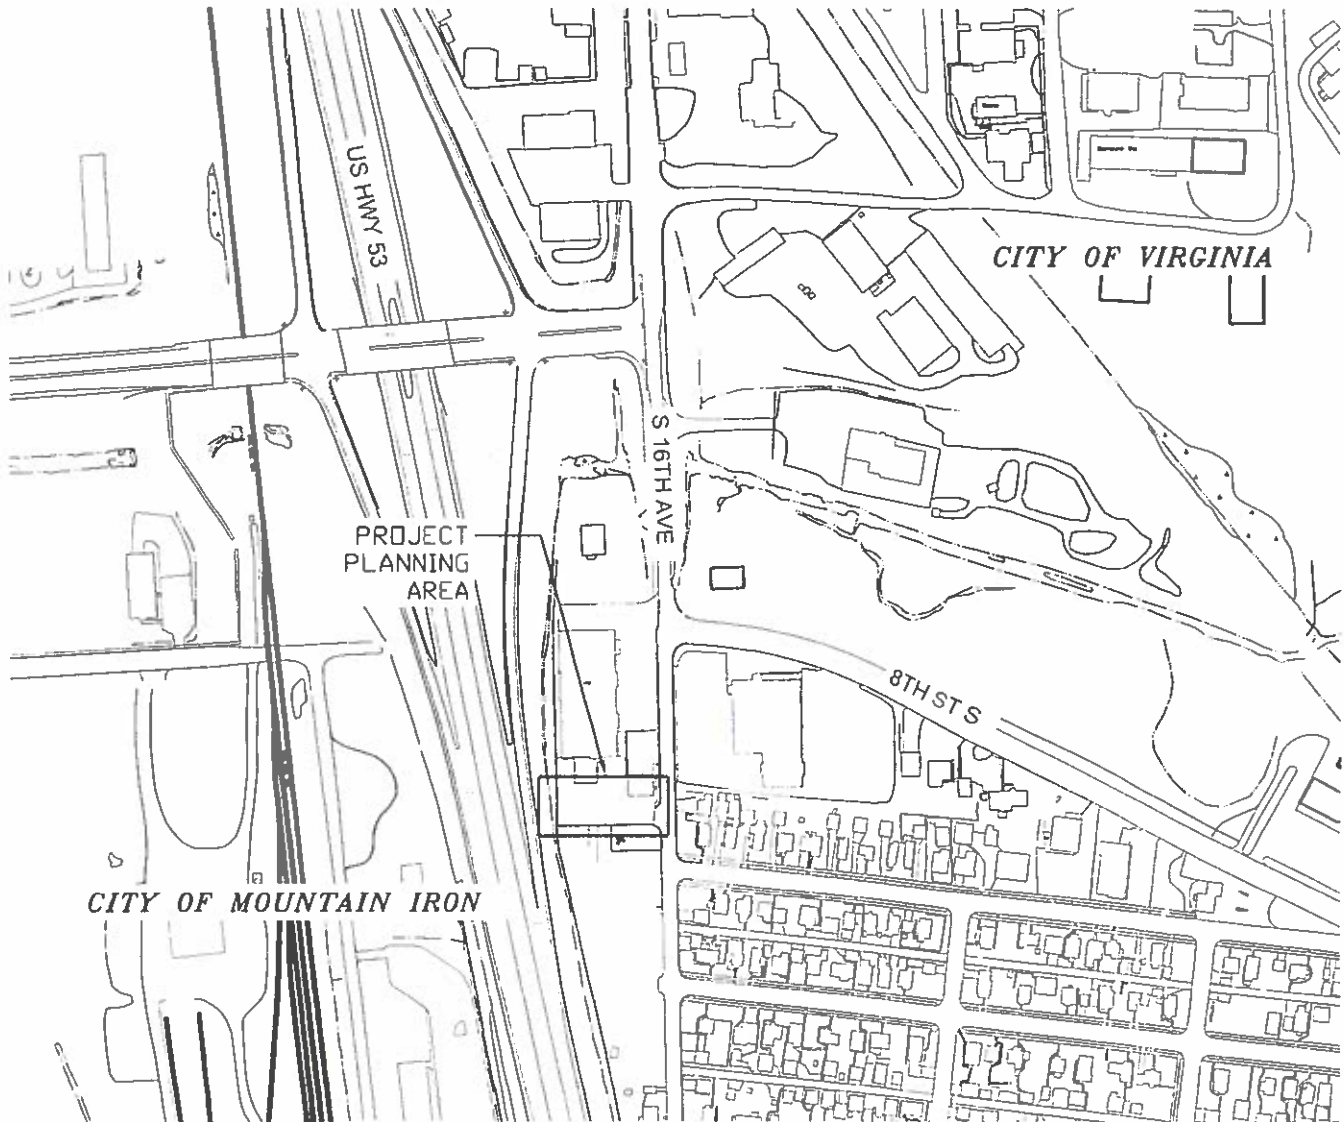 US HWY 53
CITY OF VIRGINIA
S 16TH AVE
PROJECT
PLANNING
AREA
8TH ST S
CITY OF MOUNTAIN IRON